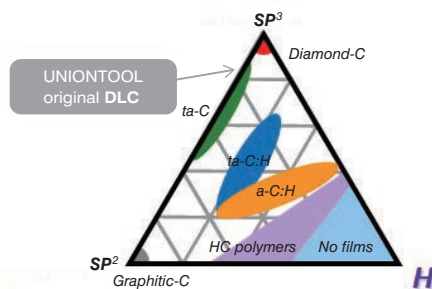 SP³
Diamond-C
UNIONTOOL
original DLC
ta-C
ta-C:H
a-C:H
HC polymers
No films
SP²
H
Graphitic-C